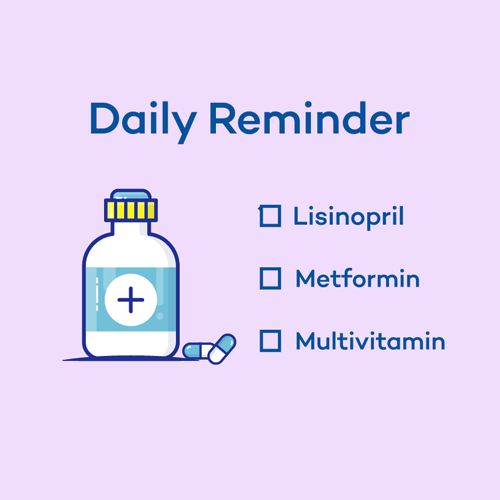 Daily Reminder
Lisinopril
Metformin
Multivitamin